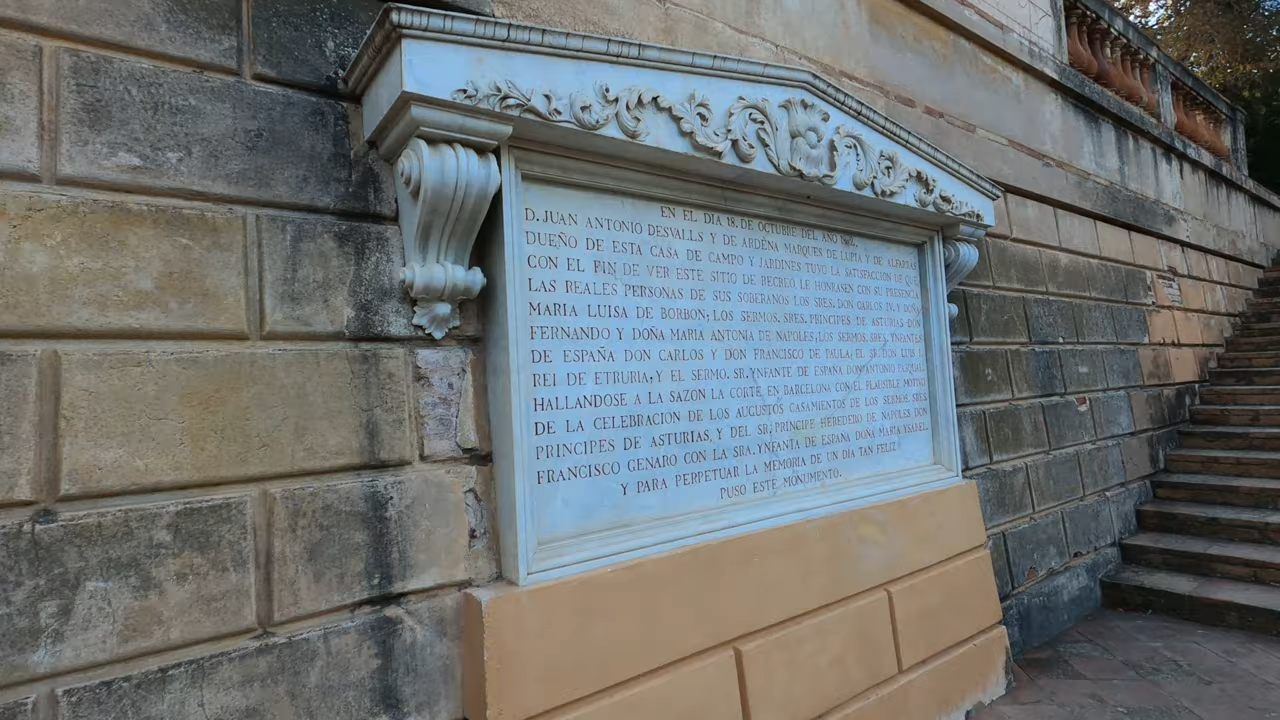 EN EL DIA 18. DE OCTUBRE DEL AÑO 1802.
D. JUAN ANTONIO DESVALLS Y DE ARDÈNA MARQUES DE LUPIA Y DE ALFARRAS
DUEÑO DE ESTA CASA DE CAMPO Y JARDINES TUVO LA SATISFACCION DE QUE
CON EL FIN DE VER ESTE SITIO DE RECREO, LE HONRASEN CON SU PRESENCIA
LAS REALES PERSONAS DE SUS SOBERANOS LOS SRES. DON CARLOS IV. Y DOÑA
MARIA LUISA DE BORBON; LOS SERMOS. SRES. PRINCIPES DE ASTURIAS DON
FERNANDO Y DOÑA MARIA ANTONIA DE NAPOLES; LOS SERMOS. SRES. YNFANTES
DE ESPAÑA DON CARLOS Y DON FRANCISCO DE PAULA; EL SR. DON LUIS I.
REI DE ETRURIA; Y EL SERMO. SR. YNFANTE DE ESPAÑA DON ANTONIO PASQUAL
HALLANDOSE A LA SAZON LA CORTE EN BARCELONA CON EL PLAUSIBLE MOTIVO
DE LA CELEBRACION DE LOS AUGUSTOS CASAMIENTOS DE LOS SERMOS. SRES.
PRINCIPES DE ASTURIAS, Y DEL SR. PRINCIPE HEREDERO DE NAPOLES DON
FRANCISCO GENARO CON LA SRA. YNFANTA DE ESPAÑA DOÑA MARIA YSABEL.
Y PARA PERPETUAR LA MEMORIA DE UN DIA TAN FELIZ
PUSO ESTE MONUMENTO.